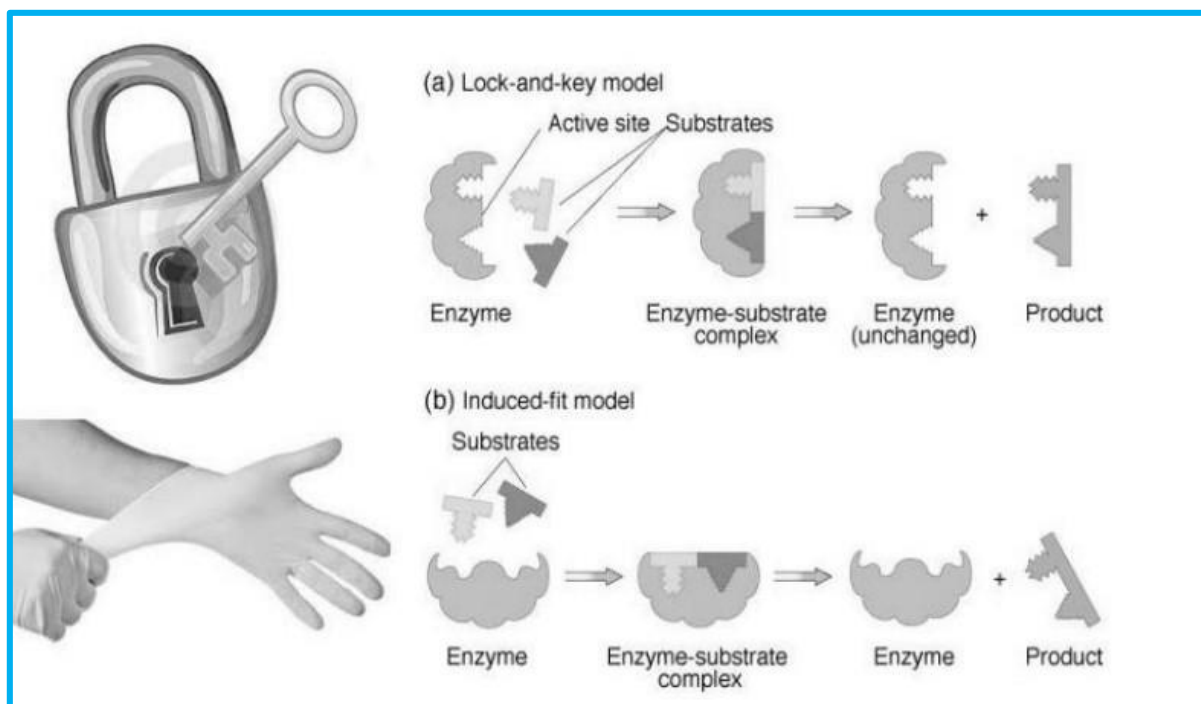 (a) Lock-and-key model
Active site Substrates
Enzyme
Enzyme-substrate
complex
Enzyme
(unchanged)
+
Product
(b) Induced-fit model
Substrates
Enzyme
Enzyme-substrate
complex
Enzyme
+
Product